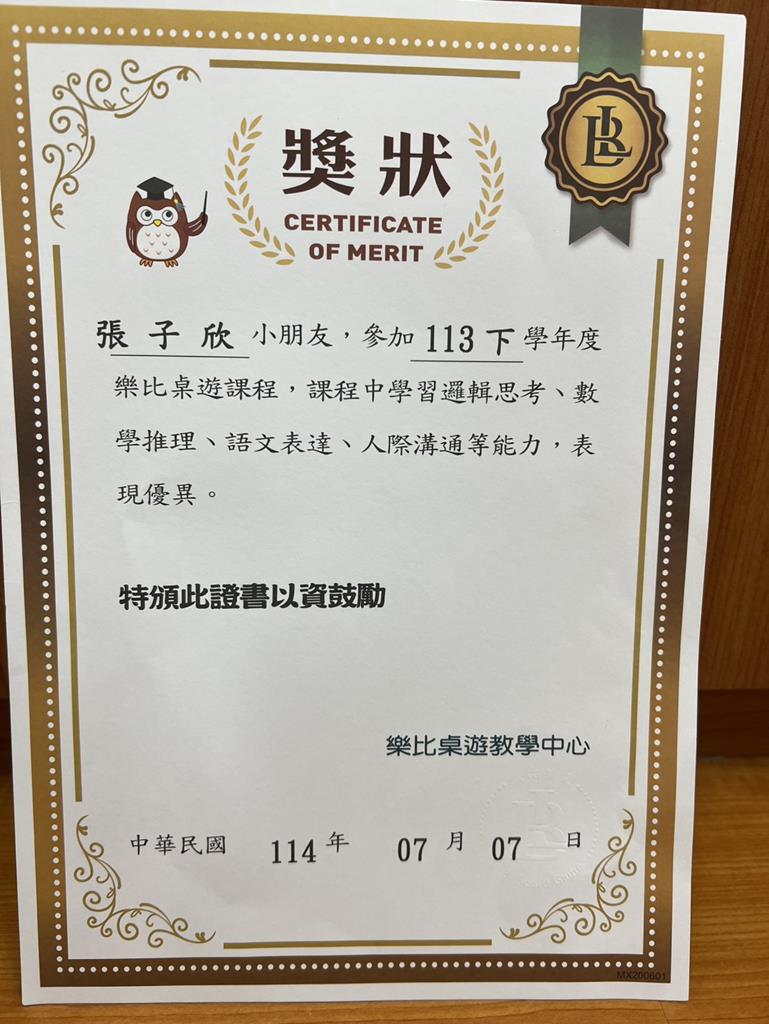 獎狀
CERTIFICATE
OF MERIT
LB
張子欣小朋友，參加113下學年度
樂比桌遊課程，課程中學習邏輯思考、數
學推理、語文表達、人際溝通等能力，表
現優異。
特頒此證書以資鼓勵
樂比桌遊教學中心
中華民國 114 年 07 月 07 日
MX200601